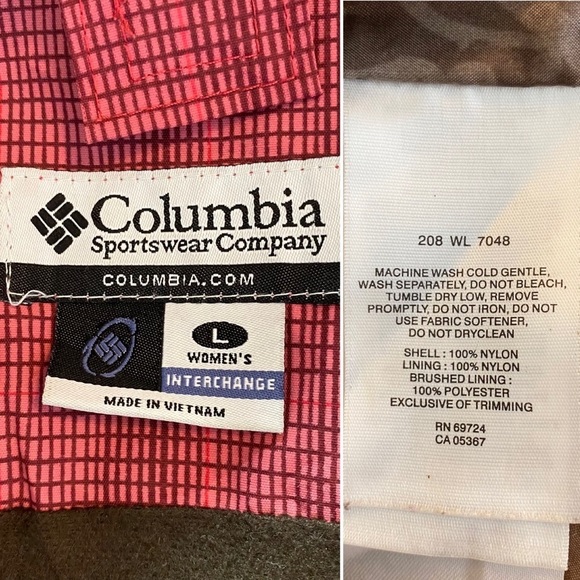 Columbia
Sportswear Company
COLUMBIA.COM
L
WOMEN'S
INTERCHANGE
MADE IN VIETNAM
208 WL 7048
MACHINE WASH COLD GENTLE,
WASH SEPARATELY, DO NOT BLEACH,
TUMBLE DRY LOW, REMOVE
PROMPTLY, DO NOT IRON, DO NOT
USE FABRIC SOFTENER,
DO NOT DRYCLEAN
SHELL : 100% NYLON
LINING : 100% NYLON
BRUSHED LINING :
100% POLYESTER
EXCLUSIVE OF TRIMMING
RN 69724
CA 05367